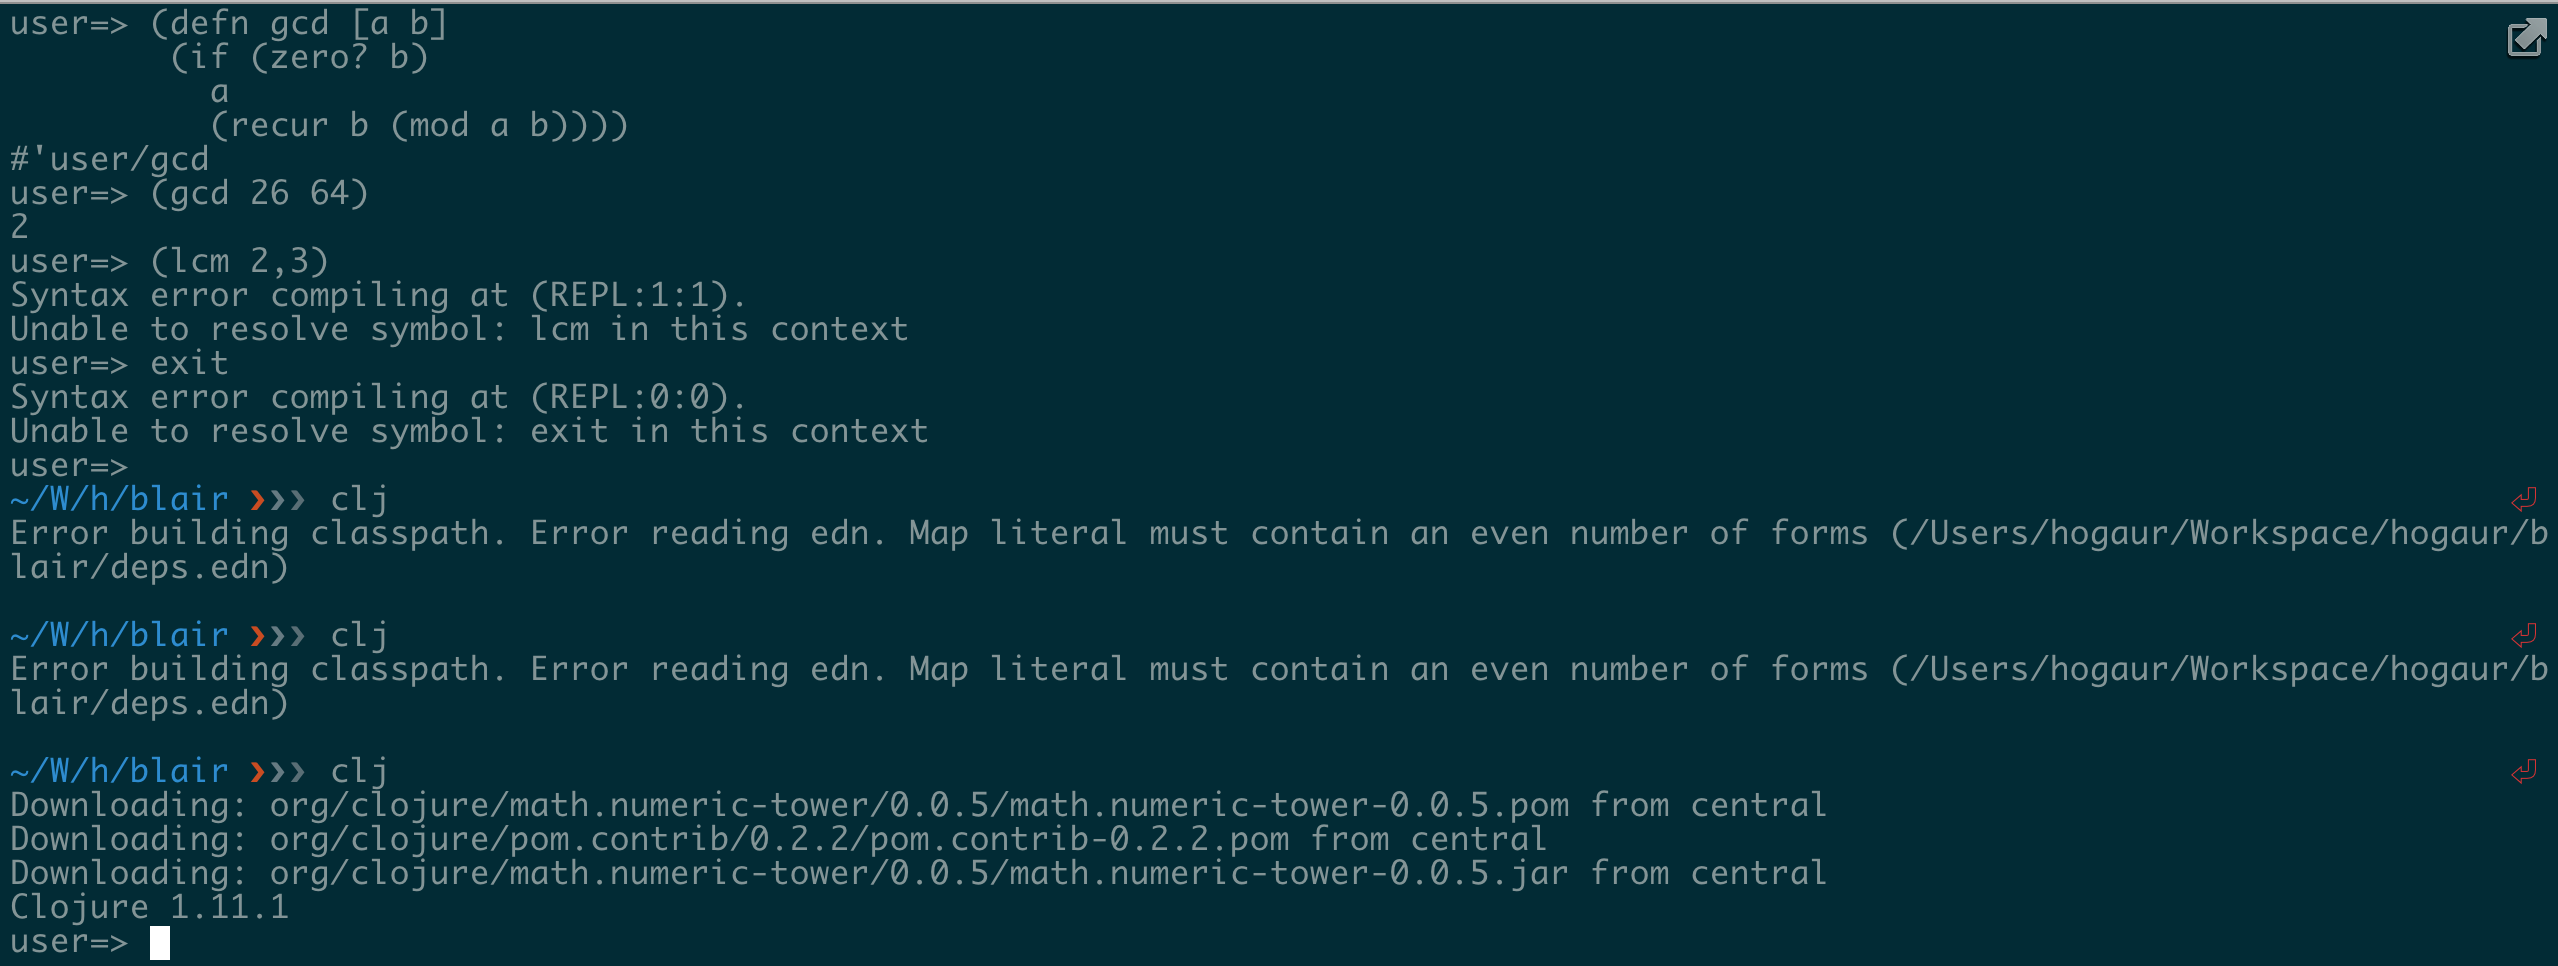 user=> (defn gcd [a b]
        (if (zero? b)
          a
          (recur b (mod a b))))
#'user/gcd
user=> (gcd 26 64)
2
user=> (lcm 2,3)
Syntax error compiling at (REPL:1:1).
Unable to resolve symbol: lcm in this context
user=> exit
Syntax error compiling at (REPL:0:0).
Unable to resolve symbol: exit in this context
user=>
~/W/h/blair ❯❯❯ clj ⏎
Error building classpath. Error reading edn. Map literal must contain an even number of forms (/Users/hogaur/Workspace/hogaur/b
lair/deps.edn)

~/W/h/blair ❯❯❯ clj ⏎
Error building classpath. Error reading edn. Map literal must contain an even number of forms (/Users/hogaur/Workspace/hogaur/b
lair/deps.edn)

~/W/h/blair ❯❯❯ clj ⏎
Downloading: org/clojure/math.numeric-tower/0.0.5/math.numeric-tower-0.0.5.pom from central
Downloading: org/clojure/pom.contrib/0.2.2/pom.contrib-0.2.2.pom from central
Downloading: org/clojure/math.numeric-tower/0.0.5/math.numeric-tower-0.0.5.jar from central
Clojure 1.11.1
user=>